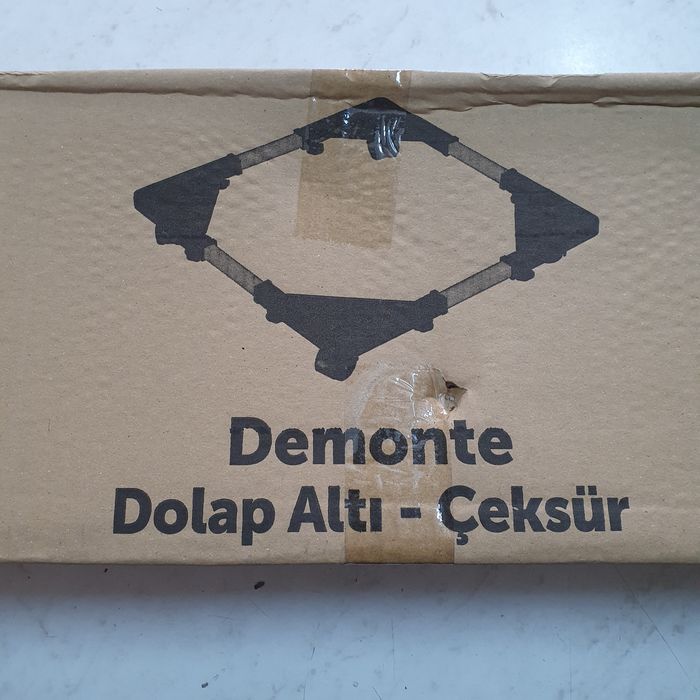 Demonte
Dolap Altı - Çeksür